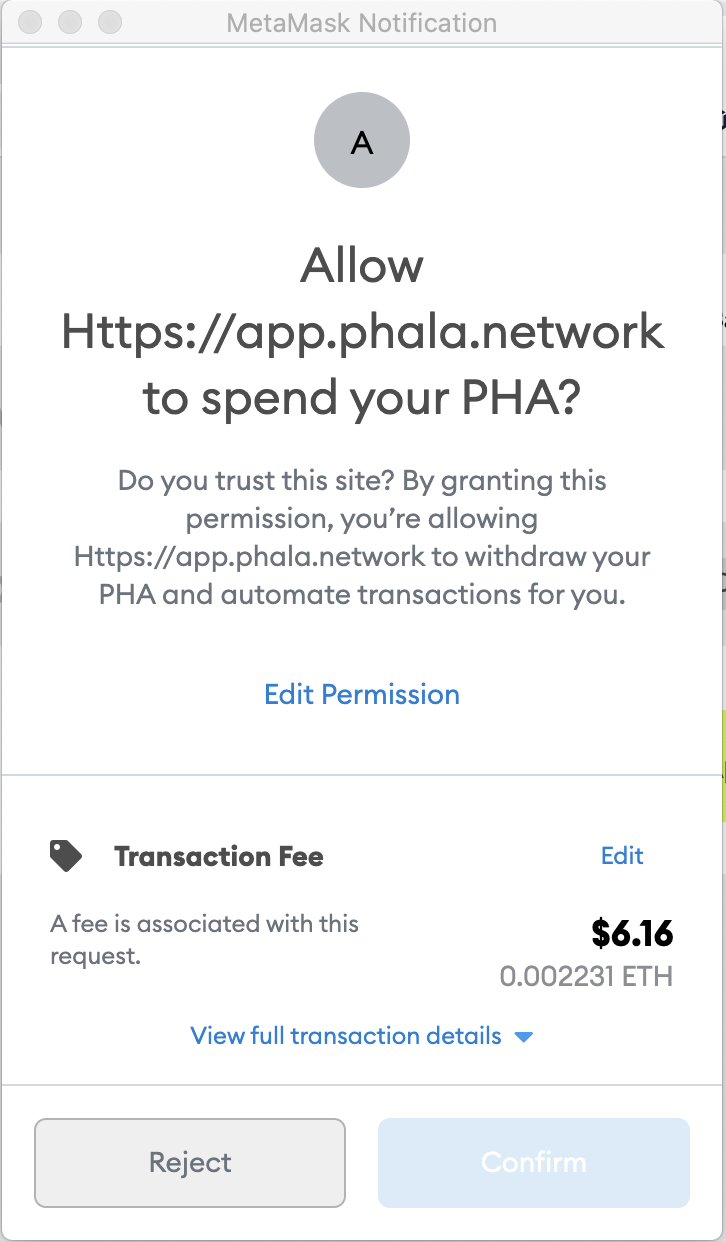 MetaMask Notification
A
Allow
Https://app.phala.network
to spend your PHA?
Do you trust this site? By granting this
permission, you’re allowing
Https://app.phala.network to withdraw your
PHA and automate transactions for you.
Edit Permission
Transaction Fee
Edit
A fee is associated with this
request.
$6.16
0.002231 ETH
View full transaction details
Reject
Confirm